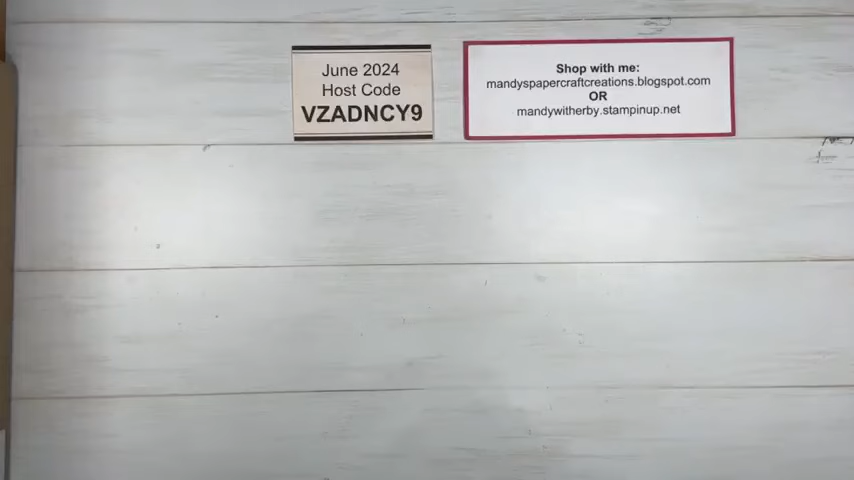 June 2024
Host Code
VZADNCY9
Shop with me:
mandyspapercraftcreations.blogspot.com
OR
mandywitherby.stampinup.net